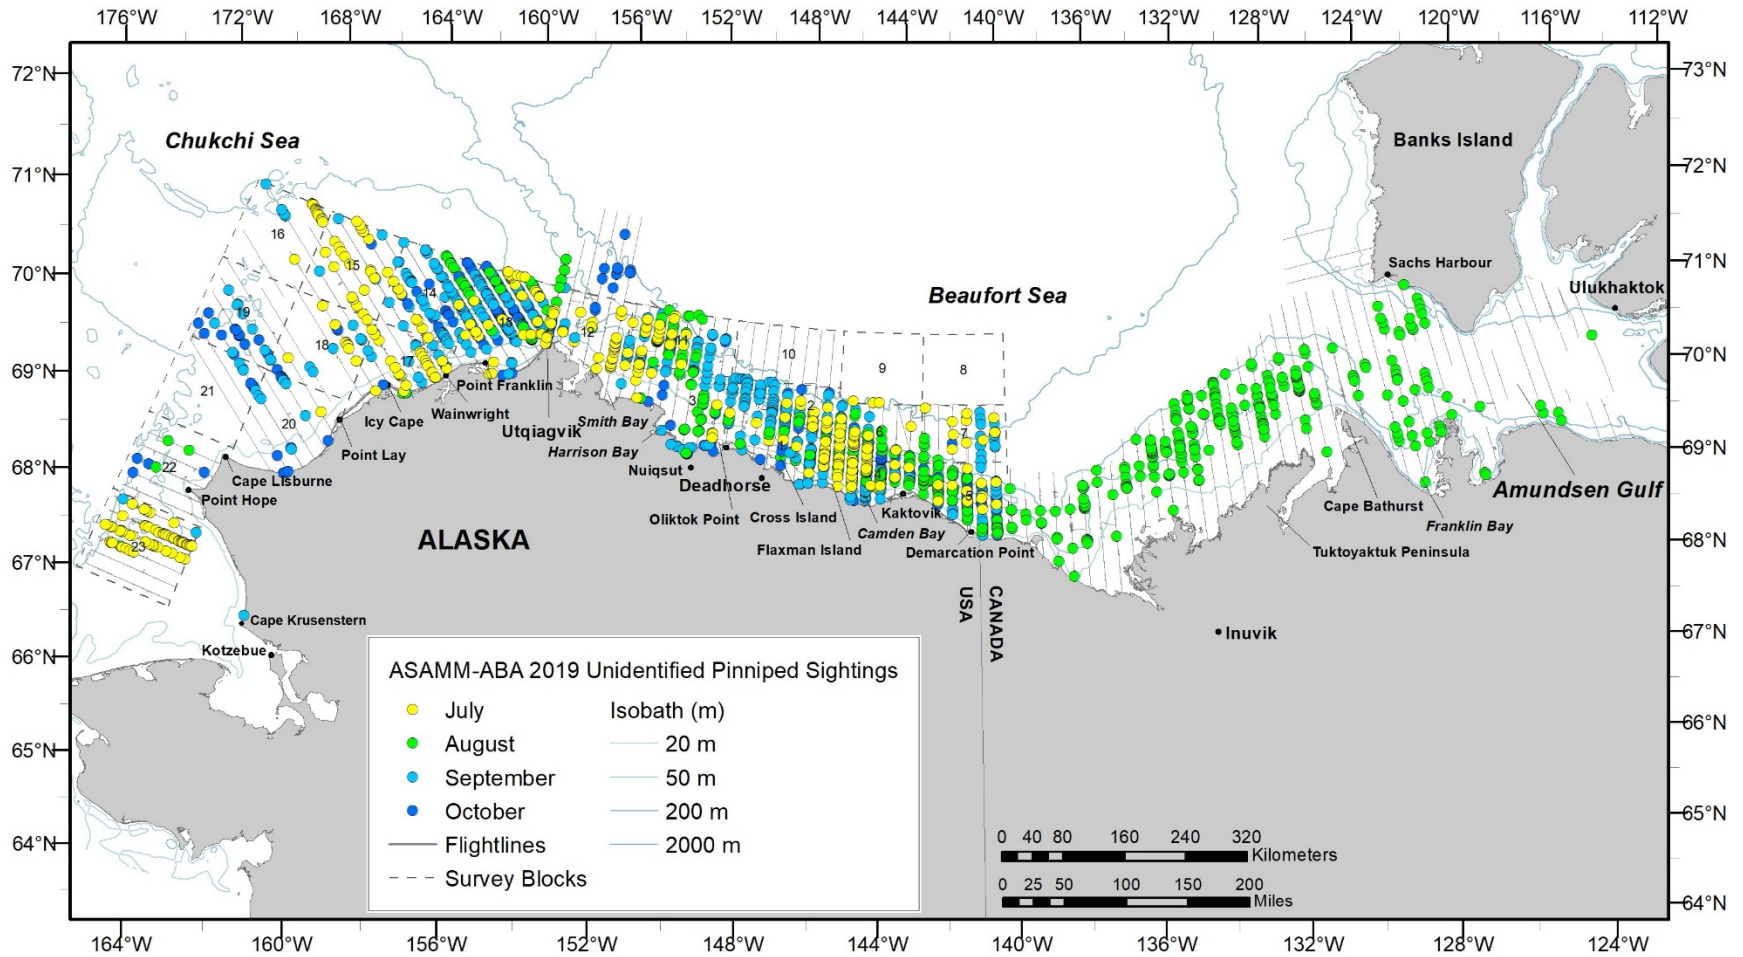 176°W 172°W 168°W 164°W 160°W 156°W 152°W 148°W 144°W 140°W 136°W 132°W 128°W 124°W 120°W 116°W 112°W
72°N
73°N
Chukchi Sea
Banks Island
71°N
72°N
16
15
Sachs Harbour
70°N
71°N
14
Beaufort Sea
Ulukhaktok
19
13
12
18
11
10
69°N
70°N
17
9
8
21
Point Franklin
3
Icy Cape
Wainwright
2
20
Utqiagvik
Smith Bay
7
Point Lay
Harrison Bay
69°N
68°N
22
Nuiqsut
Cape Lisburne
Deadhorse
4
Amundsen Gulf
Point Hope
5
Cape Bathurst
Kaktovik
Oliktok Point
Cross Island
Franklin Bay
ALASKA
Camden Bay
23
Flaxman Island
Demarcation Point
Tuktoyaktuk Peninsula
68°N
67°N
USA
CANADA
Cape Krusenstern
Inuvik
67°N
Kotzebue
66°N
ASAMM-ABA 2019 Unidentified Pinniped Sightings
July
Isobath (m)
August
20 m
September
50 m
October
200 m
Flightlines
2000 m
Survey Blocks
66°N
65°N
65°N
64°N
64°N
0 40 80 160 240 320
Kilometers
0 25 50 100 150 200
Miles
164°W 160°W 156°W 152°W 148°W 144°W 140°W 136°W 132°W 128°W 124°W